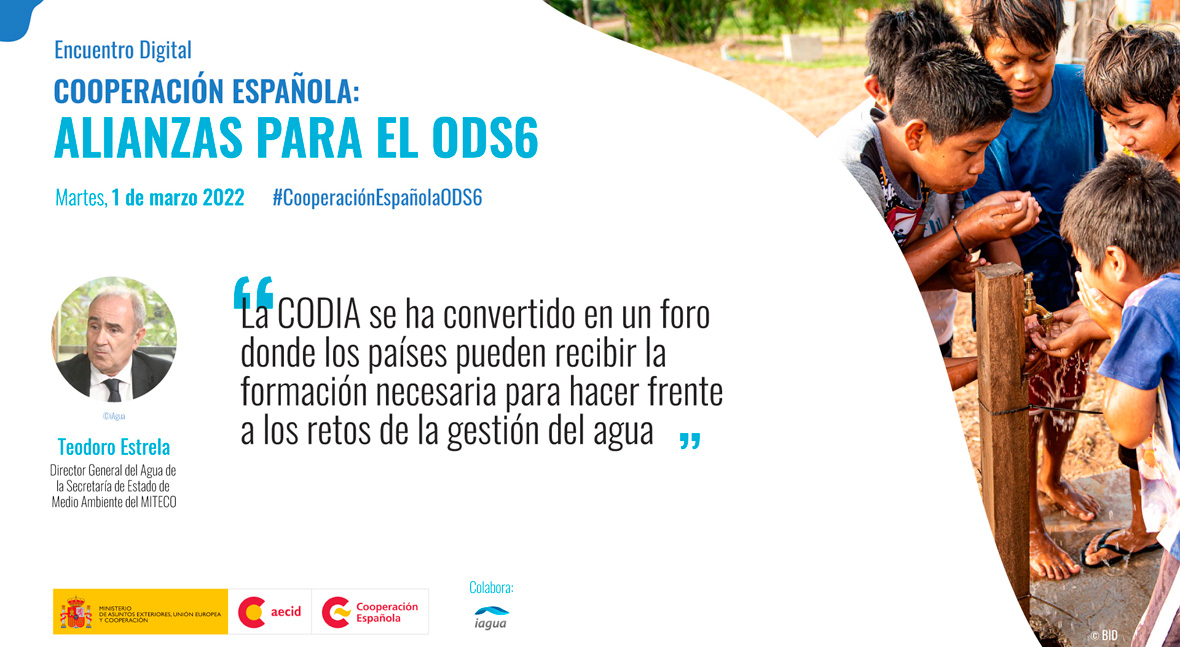 Encuentro Digital
COOPERACIÓN ESPAÑOLA:
ALIANZAS PARA EL ODS6
Martes, 1 de marzo 2022 #CooperaciónEspañolaODS6
“La CODIA se ha convertido en un foro
donde los países pueden recibir la
formación necesaria para hacer frente
a los retos de la gestión del agua”
©iAgua
Teodoro Estrela
Director General del Agua de
la Secretaría de Estado de
Medio Ambiente del MITECO
MINISTERIO
DE ASUNTOS EXTERIORES, UNIÓN EUROPEA
Y COOPERACIÓN
aecid
Cooperación
Española
Colabora:
iagua
© BID